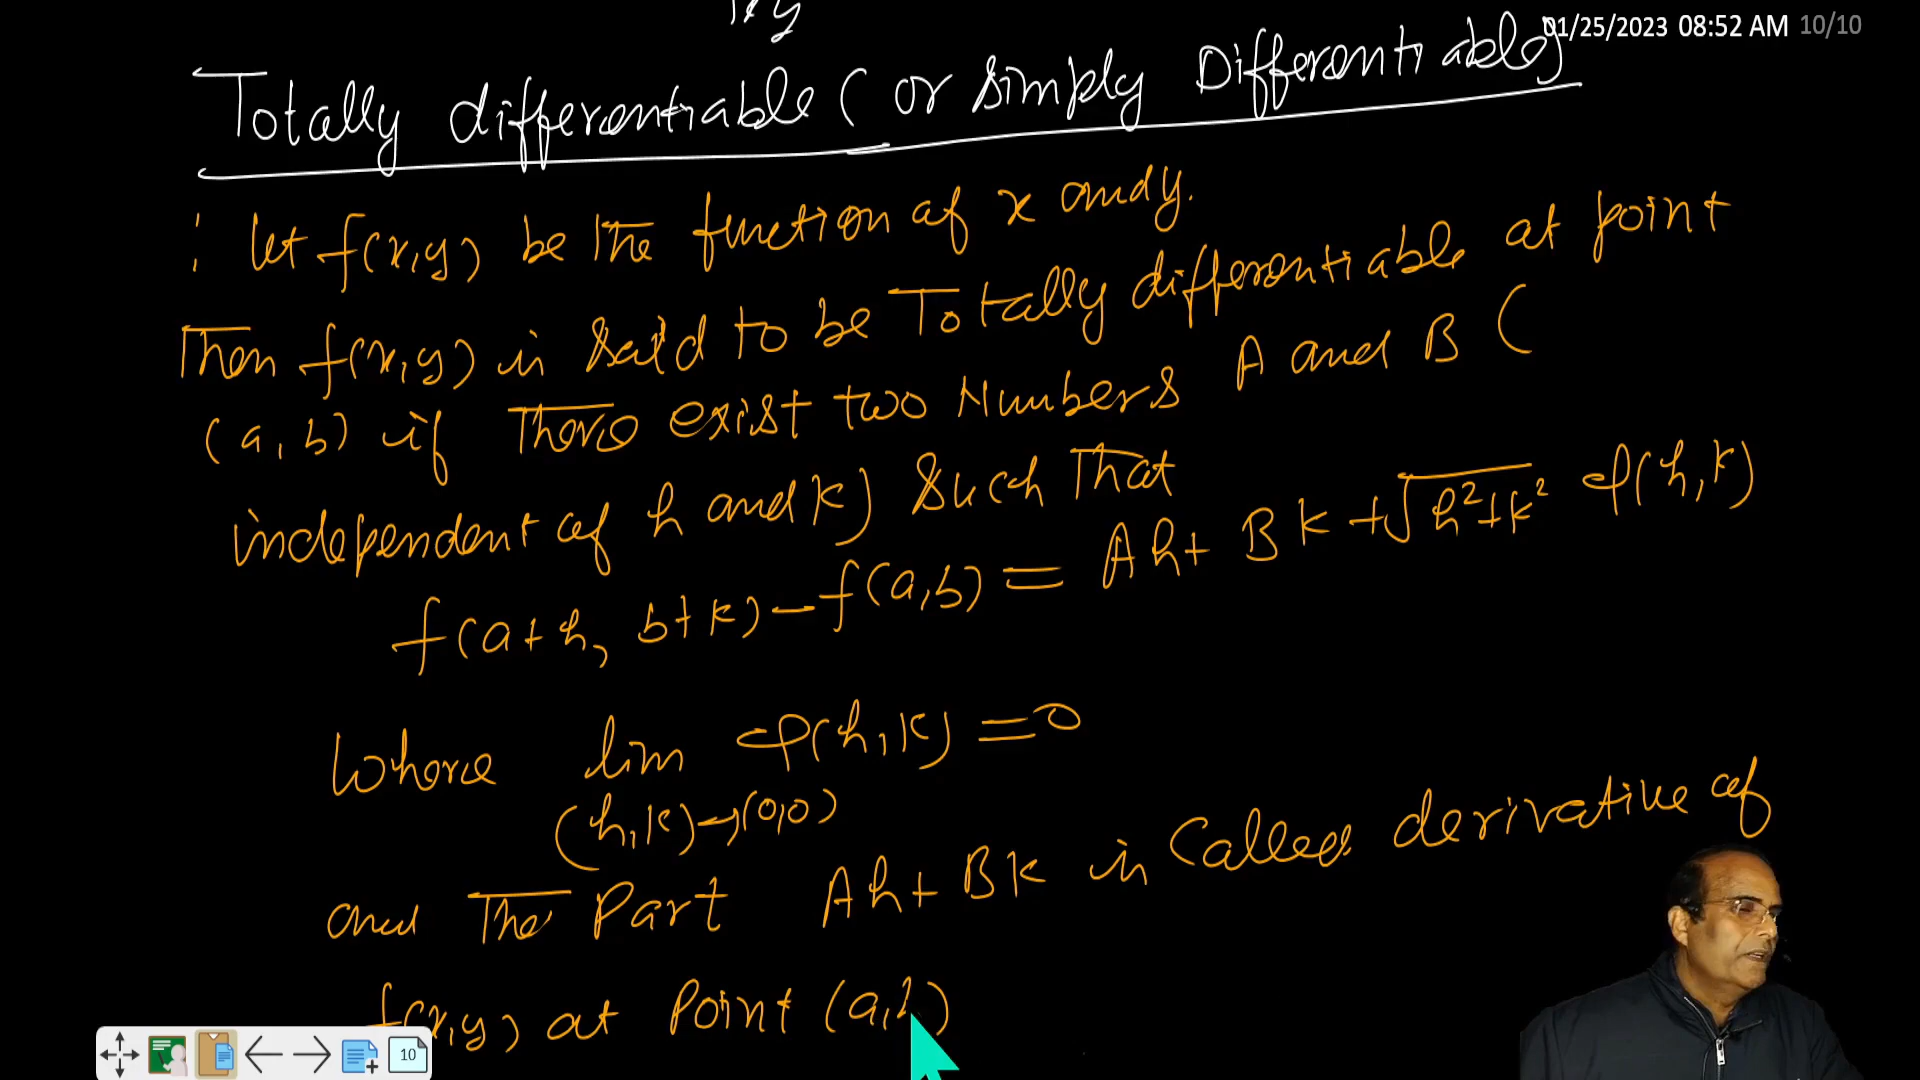 01/25/2023 08:52 AM 10/10
Totally differentiable ( or simply Differentiable)
: let f(x,y) be the function of x and y.
Then f(x,y) is said to be Totally differentiable at point
(a,b) if there exist two Numbers A and B (
independent of h and k) such that
f(a+h, b+k) - f(a,b) = Ah + Bk + √h²+k² φ(h,k)
where lim φ(h,k) = 0
(h,k)→(0,0)
and The Part Ah + Bk is called derivative of
f(x,y) at Point (a,b)
10